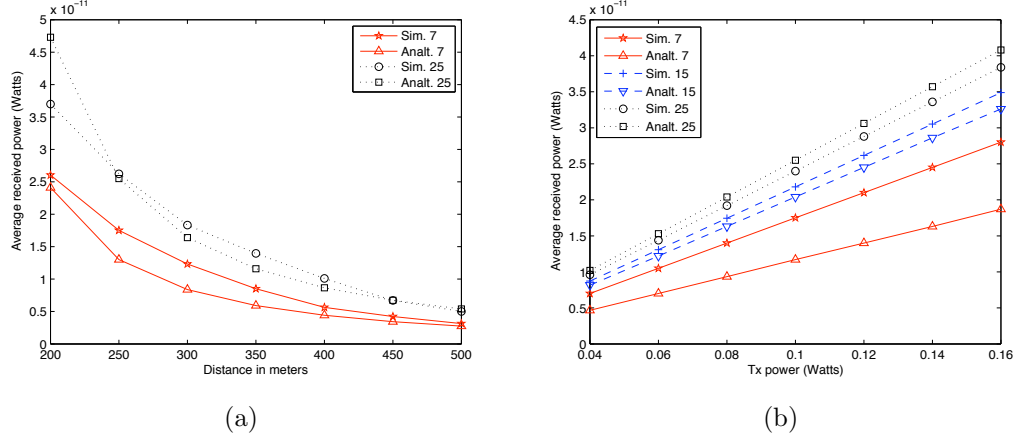 x 10⁻¹¹
5
4.5
4
3.5
3
2.5
2
1.5
1
0.5
0
200 250 300 350 400 450 500
Average received power (Watts)
Distance in meters
Sim. 7
Analt. 7
Sim. 25
Analt. 25
(a)
x 10⁻¹¹
4.5
4
3.5
3
2.5
2
1.5
1
0.5
0
0.04 0.06 0.08 0.1 0.12 0.14 0.16
Average received power (Watts)
Tx power (Watts)
Sim. 7
Analt. 7
Sim. 15
Analt. 15
Sim. 25
Analt. 25
(b)